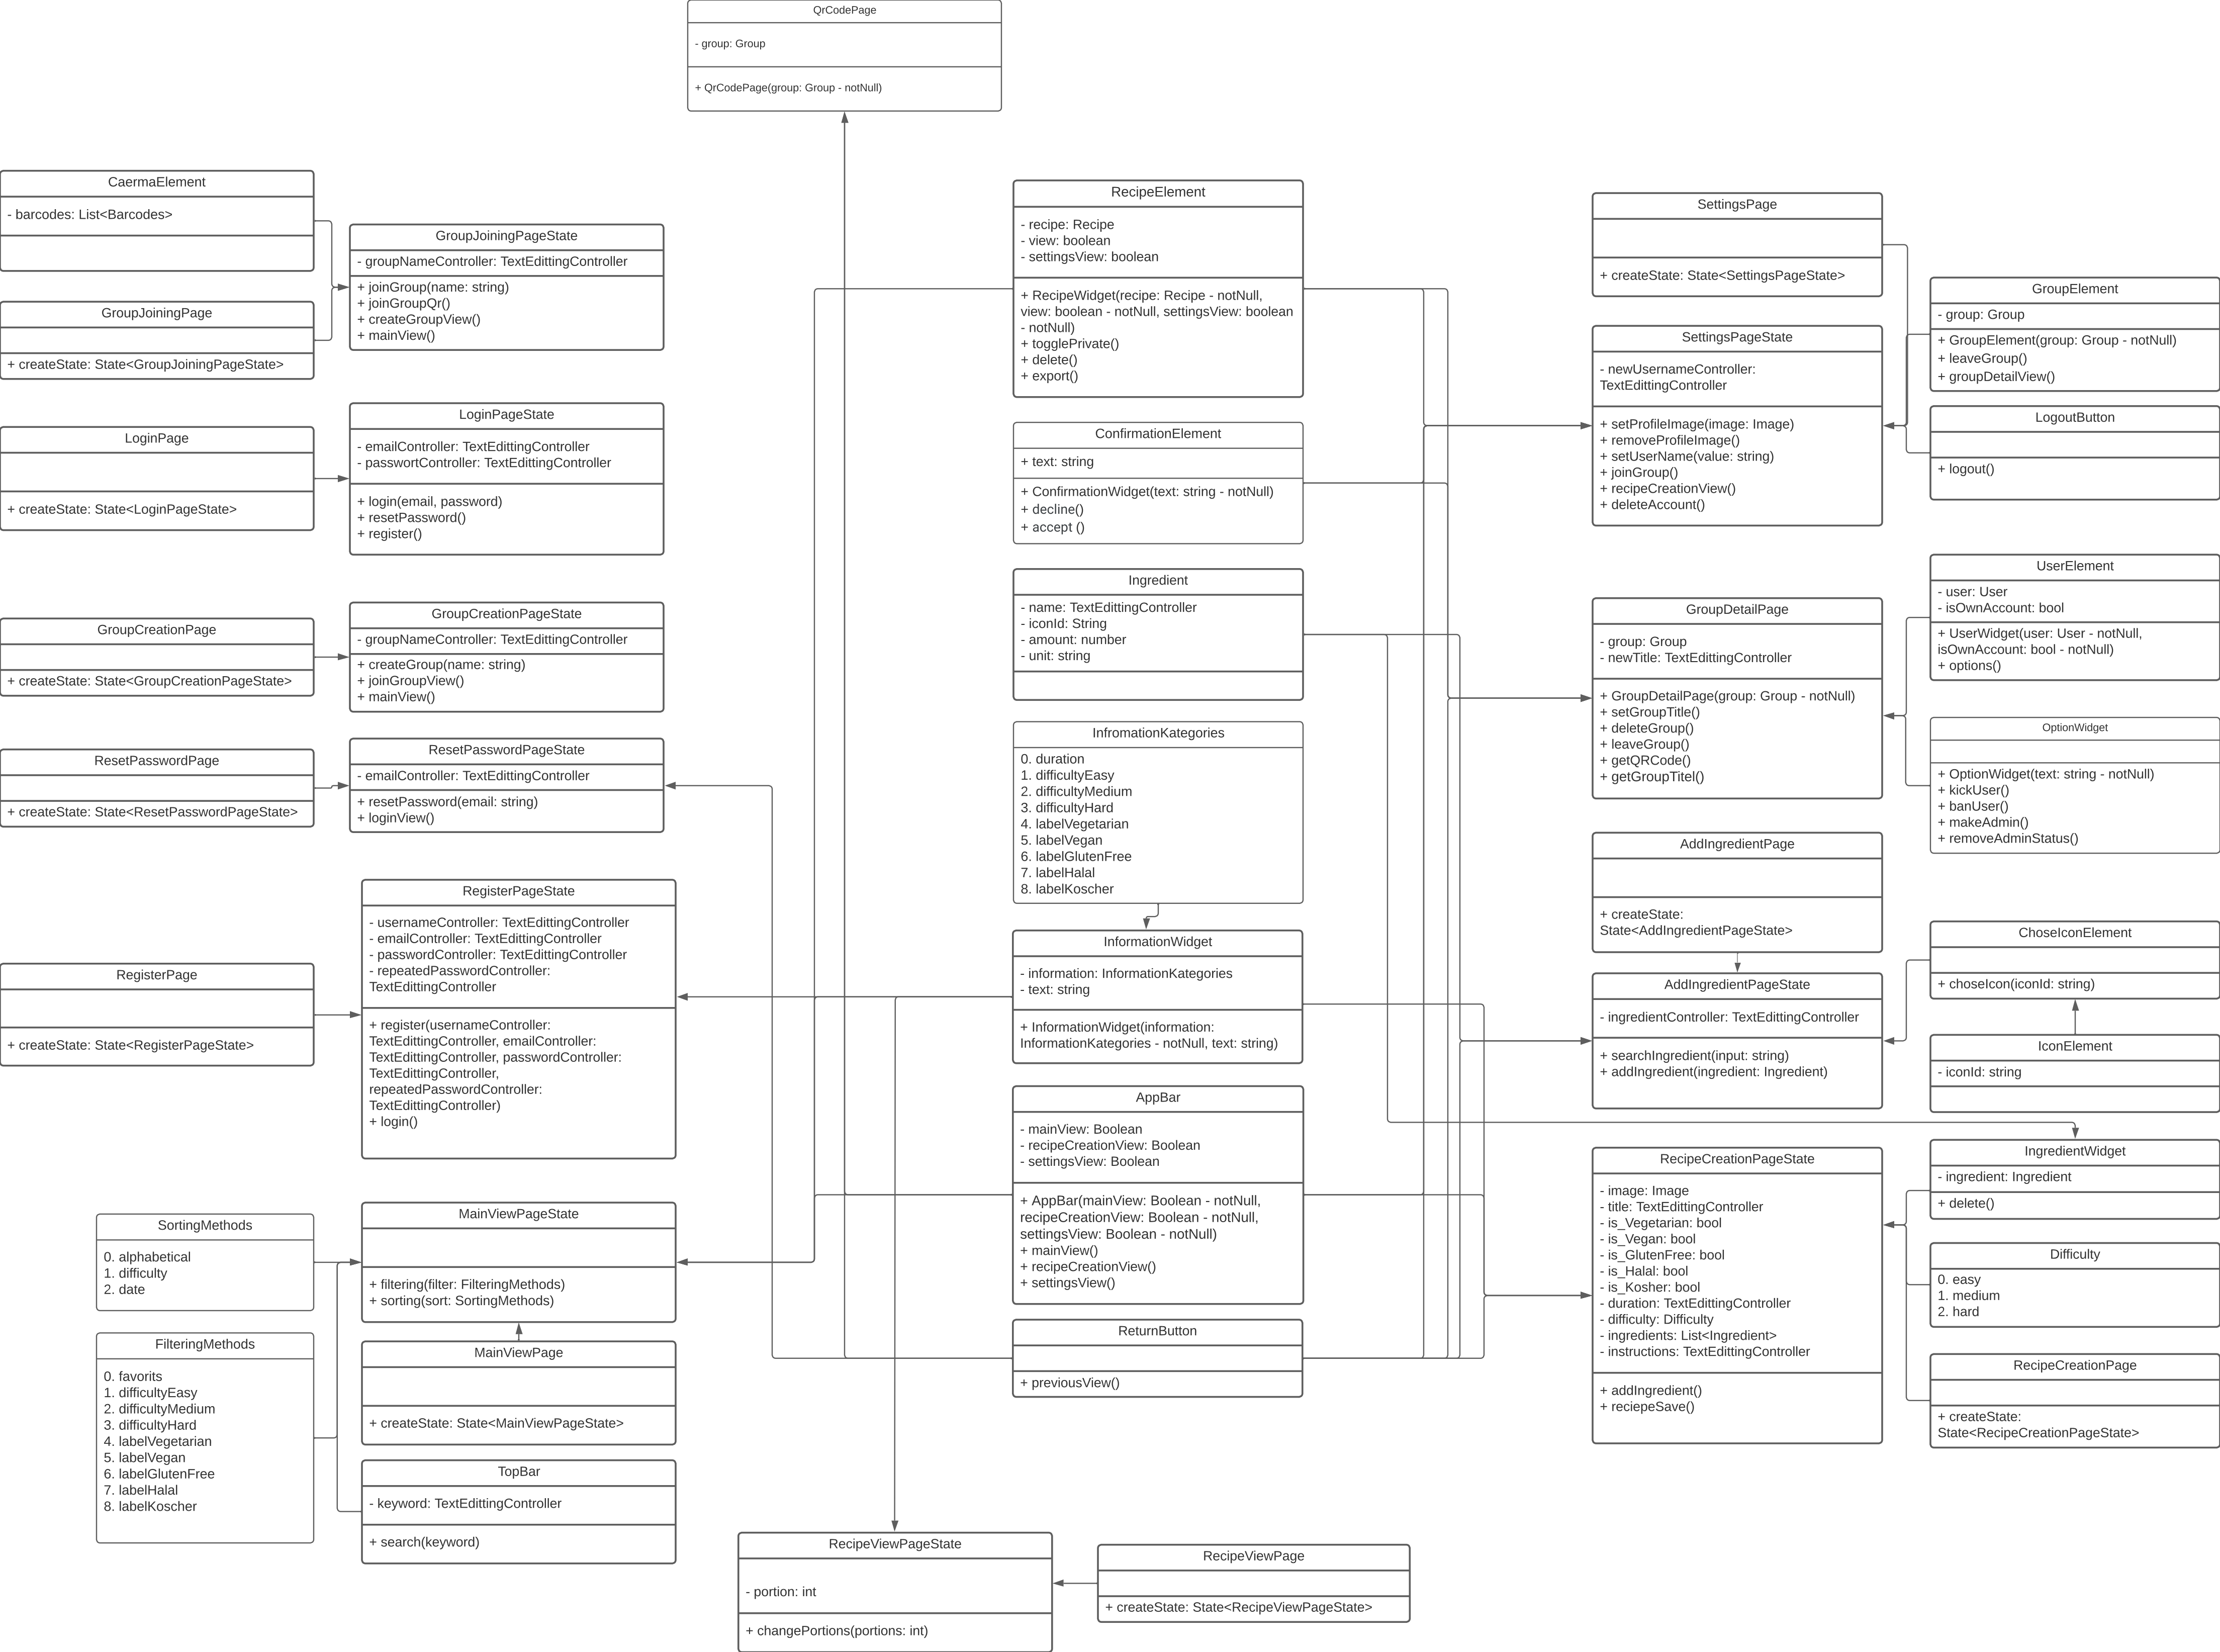 QrCodePage
- group: Group
+ QrCodePage(group: Group - notNull)
CaermaElement
- barcodes: List<Barcodes>
GroupJoiningPage
+ createState: State<GroupJoiningPageState>
GroupJoiningPageState
- groupNameController: TextEdittingController
+ joinGroup(name: string)
+ joinGroupQr()
+ createGroupView()
+ mainView()
LoginPage
+ createState: State<LoginPageState>
LoginPageState
- emailController: TextEdittingController
- passwortController: TextEdittingController
+ login(email, password)
+ resetPassword()
+ register()
GroupCreationPage
+ createState: State<GroupCreationPageState>
GroupCreationPageState
- groupNameController: TextEdittingController
+ createGroup(name: string)
+ joinGroupView()
+ mainView()
ResetPasswordPage
+ createState: State<ResetPasswordPageState>
ResetPasswordPageState
- emailController: TextEdittingController
+ resetPassword(email: string)
+ loginView()
RegisterPage
+ createState: State<RegisterPageState>
RegisterPageState
- usernameController: TextEdittingController
- emailController: TextEdittingController
- passwordController: TextEdittingController
- repeatedPasswordController:
TextEdittingController
+ register(usernameController:
TextEdittingController, emailController:
TextEdittingController, passwordController:
TextEdittingController,
repeatedPasswordController:
TextEdittingController)
+ login()
SortingMethods
0. alphabetical
1. difficulty
2. date
FilteringMethods
0. favorits
1. difficultyEasy
2. difficultyMedium
3. difficultyHard
4. labelVegetarian
5. labelVegan
6. labelGlutenFree
7. labelHalal
8. labelKoscher
MainViewPageState
+ filtering(filter: FilteringMethods)
+ sorting(sort: SortingMethods)
MainViewPage
+ createState: State<MainViewPageState>
TopBar
- keyword: TextEdittingController
+ search(keyword)
RecipeElement
- recipe: Recipe
- view: boolean
- settingsView: boolean
+ RecipeWidget(recipe: Recipe - notNull,
view: boolean - notNull, settingsView: boolean
- notNull)
+ togglePrivate()
+ delete()
+ export()
ConfirmationElement
+ text: string
+ ConfirmationWidget(text: string - notNull)
+ decline()
+ accept ()
Ingredient
- name: TextEdittingController
- iconId: String
- amount: number
- unit: string
InfromationKategories
0. duration
1. difficultyEasy
2. difficultyMedium
3. difficultyHard
4. labelVegetarian
5. labelVegan
6. labelGlutenFree
7. labelHalal
8. labelKoscher
InformationWidget
- information: InformationKategories
- text: string
+ InformationWidget(information:
InformationKategories - notNull, text: string)
AppBar
- mainView: Boolean
- recipeCreationView: Boolean
- settingsView: Boolean
+ AppBar(mainView: Boolean - notNull,
recipeCreationView: Boolean - notNull,
settingsView: Boolean - notNull)
+ mainView()
+ recipeCreationView()
+ settingsView()
ReturnButton
+ previousView()
RecipeViewPageState
- portion: int
+ changePortions(portions: int)
RecipeViewPage
+ createState: State<RecipeViewPageState>
SettingsPage
+ createState: State<SettingsPageState>
SettingsPageState
- newUsernameController:
TextEdittingController
+ setProfileImage(image: Image)
+ removeProfileImage()
+ setUserName(value: string)
+ joinGroup()
+ recipeCreationView()
+ deleteAccount()
GroupElement
- group: Group
+ GroupElement(group: Group - notNull)
+ leaveGroup()
+ groupDetailView()
LogoutButton
+ logout()
GroupDetailPage
- group: Group
- newTitle: TextEdittingController
+ GroupDetailPage(group: Group - notNull)
+ setGroupTitle()
+ deleteGroup()
+ leaveGroup()
+ getQRCode()
+ getGroupTitel()
UserElement
- user: User
- isOwnAccount: bool
+ UserWidget(user: User - notNull,
isOwnAccount: bool - notNull)
+ options()
OptionWidget
+ OptionWidget(text: string - notNull)
+ kickUser()
+ banUser()
+ makeAdmin()
+ removeAdminStatus()
AddIngredientPage
+ createState:
State<AddIngredientPageState>
AddIngredientPageState
- ingredientController: TextEdittingController
+ searchIngredient(input: string)
+ addIngredient(ingredient: Ingredient)
ChoseIconElement
+ choseIcon(iconId: string)
IconElement
- iconId: string
RecipeCreationPageState
- image: Image
- title: TextEdittingController
- is_Vegetarian: bool
- is_Vegan: bool
- is_GlutenFree: bool
- is_Halal: bool
- is_Kosher: bool
- duration: TextEdittingController
- difficulty: Difficulty
- ingredients: List<Ingredient>
- instructions: TextEdittingController
+ addIngredient()
+ reciepeSave()
IngredientWidget
- ingredient: Ingredient
+ delete()
Difficulty
0. easy
1. medium
2. hard
RecipeCreationPage
+ createState:
State<RecipeCreationPageState>